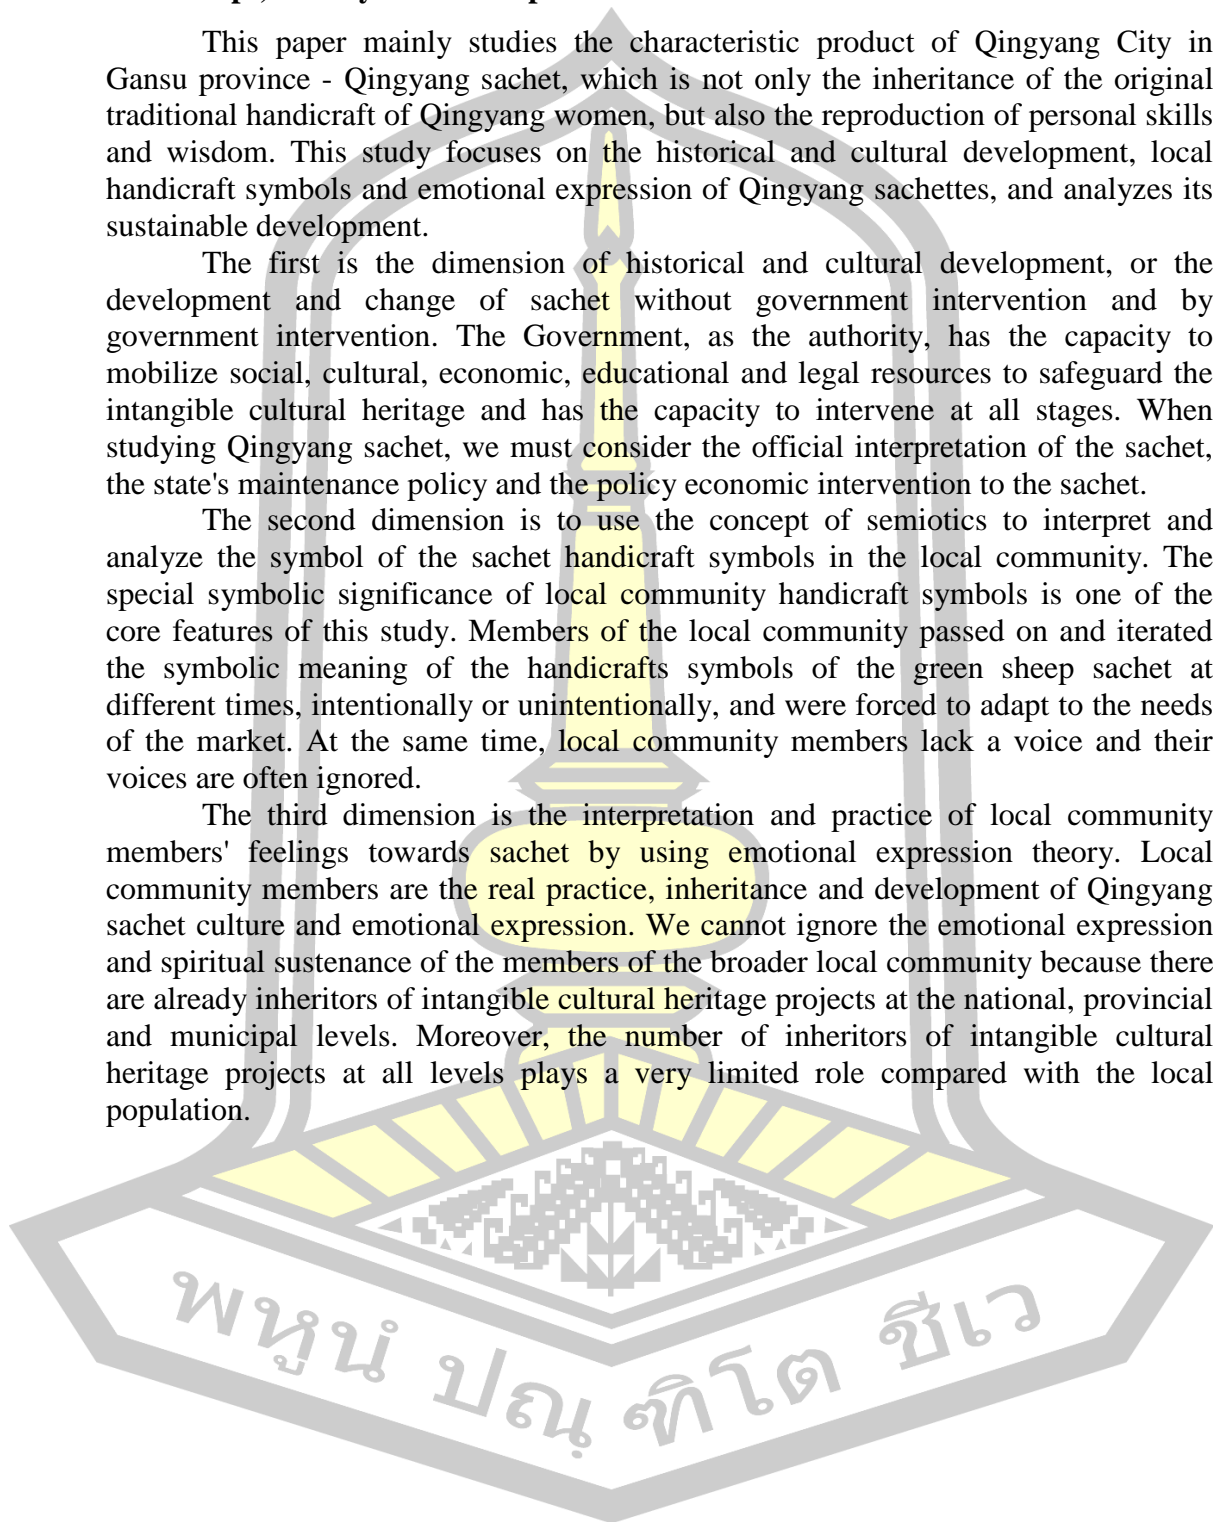 This paper mainly studies the characteristic product of Qingyang City in
Gansu province - Qingyang sachet, which is not only the inheritance of the original
traditional handicraft of Qingyang women, but also the reproduction of personal skills
and wisdom. This study focuses on the historical and cultural development, local
handicraft symbols and emotional expression of Qingyang sachettes, and analyzes its
sustainable development.
The first is the dimension of historical and cultural development, or the
development and change of sachet without government intervention and by
government intervention. The Government, as the authority, has the capacity to
mobilize social, cultural, economic, educational and legal resources to safeguard the
intangible cultural heritage and has the capacity to intervene at all stages. When
studying Qingyang sachet, we must consider the official interpretation of the sachet,
the state's maintenance policy and the policy economic intervention to the sachet.
The second dimension is to use the concept of semiotics to interpret and
analyze the symbol of the sachet handicraft symbols in the local community. The
special symbolic significance of local community handicraft symbols is one of the
core features of this study. Members of the local community passed on and iterated
the symbolic meaning of the handicrafts symbols of the green sheep sachet at
different times, intentionally or unintentionally, and were forced to adapt to the needs
of the market. At the same time, local community members lack a voice and their
voices are often ignored.
The third dimension is the interpretation and practice of local community
members' feelings towards sachet by using emotional expression theory. Local
community members are the real practice, inheritance and development of Qingyang
sachet culture and emotional expression. We cannot ignore the emotional expression
and spiritual sustenance of the members of the broader local community because there
are already inheritors of intangible cultural heritage projects at the national, provincial
and municipal levels. Moreover, the number of inheritors of intangible cultural
heritage projects at all levels plays a very limited role compared with the local
population.
พหูนํ ปณฺฑิโต ชีเว